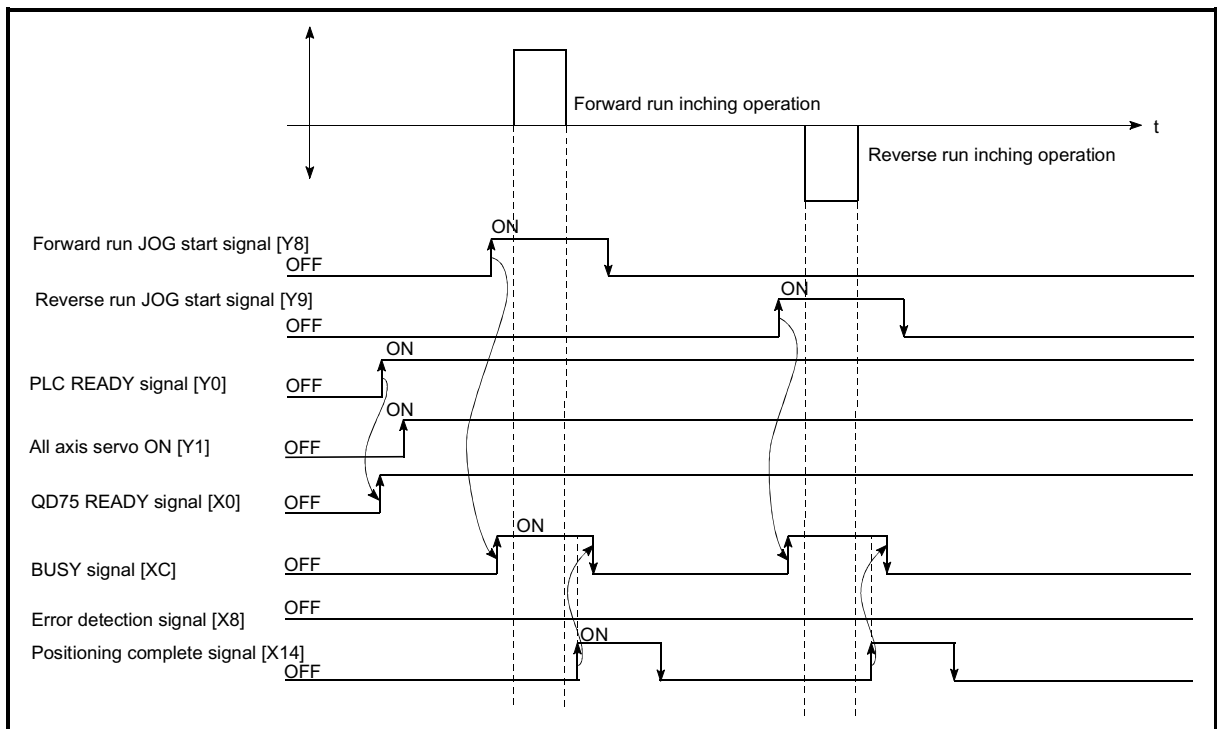 Forward run inching operation
t
Reverse run inching operation
ON
Forward run JOG start signal [Y8]
OFF
ON
Reverse run JOG start signal [Y9]
OFF
ON
PLC READY signal [Y0]
OFF
ON
All axis servo ON [Y1]
OFF
QD75 READY signal [X0]
OFF
ON
BUSY signal [XC]
OFF
Error detection signal [X8]
OFF
ON
Positioning complete signal [X14]
OFF